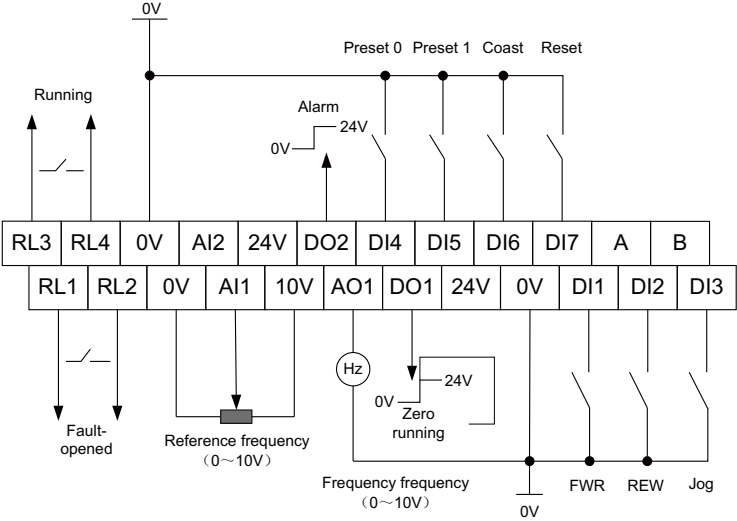 0V
Preset 0 Preset 1 Coast Reset
Running
Alarm
24V
0V
RL3 RL4 0V AI2 24V DO2 DI4 DI5 DI6 DI7 A B
RL1 RL2 0V AI1 10V AO1 DO1 24V 0V DI1 DI2 DI3
Hz
24V
0V
Zero
running
Fault-
opened
Reference frequency
（0～10V）
Frequency frequency
（0～10V）
FWR REW Jog
0V